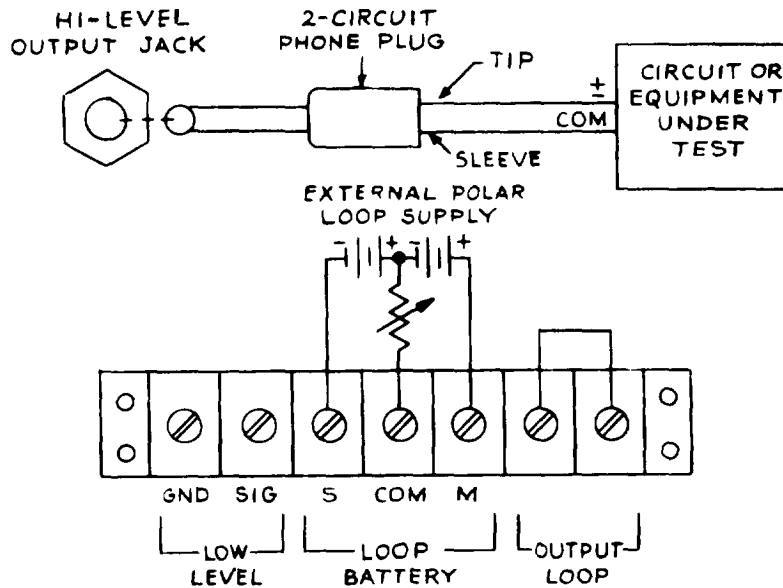 HI-LEVEL
OUTPUT JACK
2-CIRCUIT
PHONE PLUG
TIP
SLEEVE
±
COM
CIRCUIT OR
EQUIPMENT
UNDER
TEST
EXTERNAL POLAR
LOOP SUPPLY
- + - +
GND SIG S COM M
LOW
LEVEL
LOOP
BATTERY
OUTPUT
LOOP